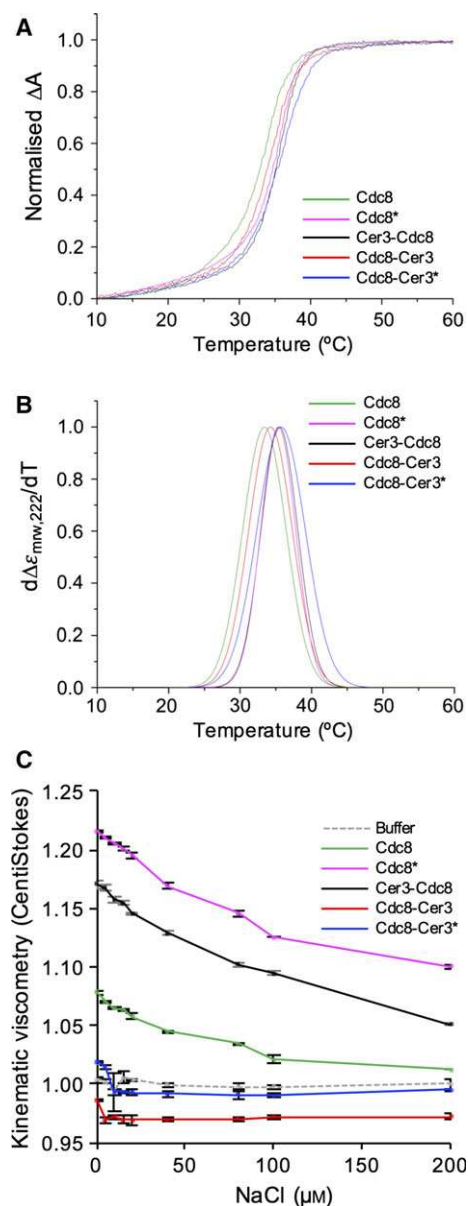 A
Normalised ΔA
1.0
0.8
0.6
0.4
0.2
0.0
Cdc8
Cdc8*
Cer3-Cdc8
Cdc8-Cer3
Cdc8-Cer3*
10 20 30 40 50 60
Temperature (ºC)
B
dΔε mrw,222/dT
1.0
0.8
0.6
0.4
0.2
0.0
Cdc8
Cdc8*
Cer3-Cdc8
Cdc8-Cer3
Cdc8-Cer3*
10 20 30 40 50 60
Temperature (ºC)
C
Kinematic viscometry (CentiStokes)
1.25
1.20
1.15
1.10
1.05
1.00
0.95
Buffer
Cdc8
Cdc8*
Cer3-Cdc8
Cdc8-Cer3
Cdc8-Cer3*
0 50 100 150 200
NaCl (μM)